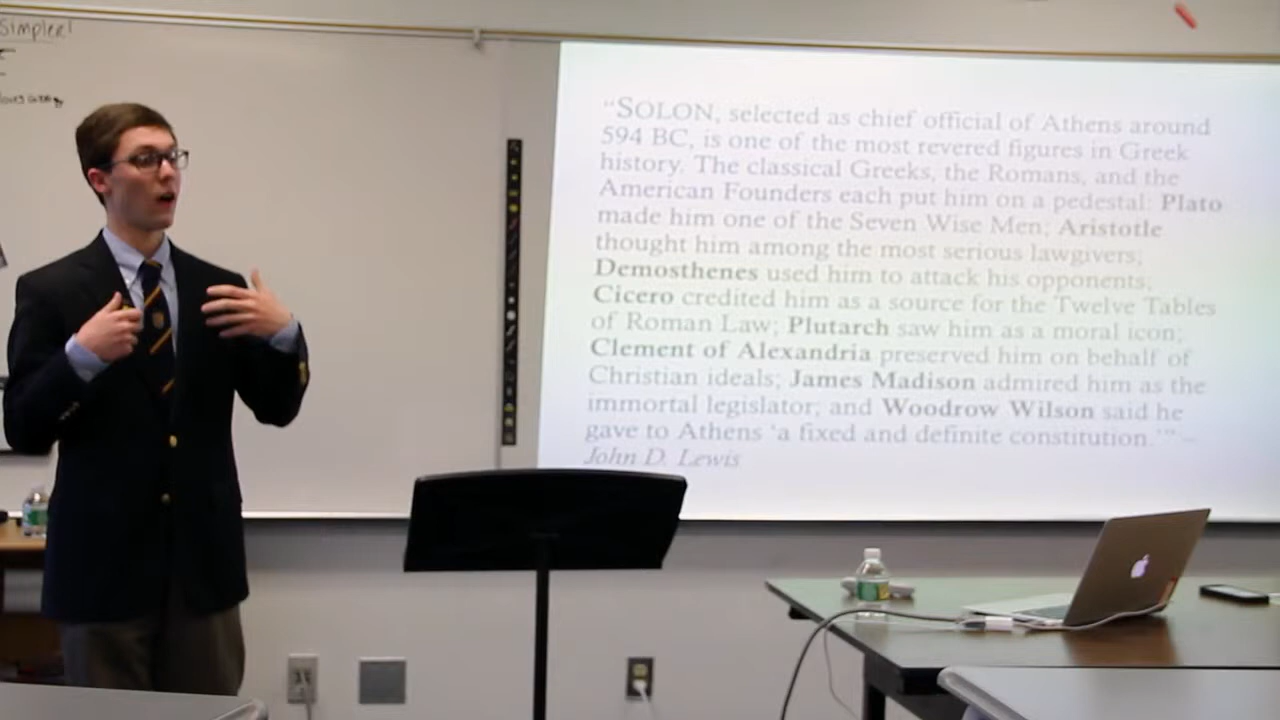 Simpler!
"SOLON, selected as chief official of Athens around
594 BC, is one of the most revered figures in Greek
history. The classical Greeks, the Romans, and the
American Founders each put him on a pedestal: Plato
made him one of the Seven Wise Men; Aristotle
thought him among the most serious lawgivers;
Demosthenes used him to attack his opponents;
Cicero credited him as a source for the Twelve Tables
of Roman Law; Plutarch saw him as a moral icon;
Clement of Alexandria preserved him on behalf of
Christian ideals; James Madison admired him as the
immortal legislator; and Woodrow Wilson said he
gave to Athens 'a fixed and definite constitution.'" –
John D. Lewis